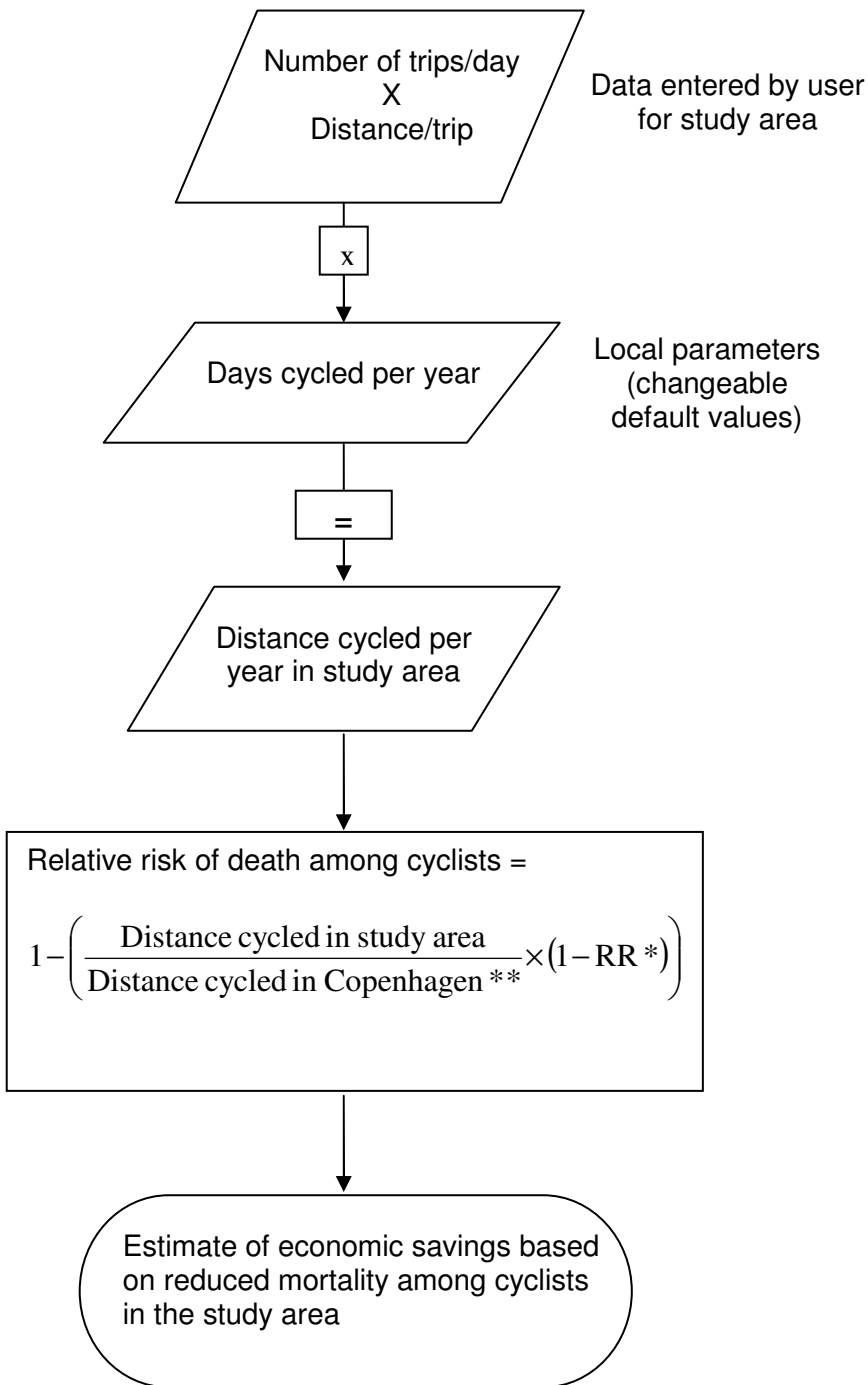 Number of trips/day
X
Distance/trip
Data entered by user
for study area
x
Days cycled per year
Local parameters
(changeable
default values)
=
Distance cycled per
year in study area
Relative risk of death among cyclists =
1 − ( Distance cycled in study area / Distance cycled in Copenhagen ** × (1 − RR *) )
Estimate of economic savings based
on reduced mortality among cyclists
in the study area